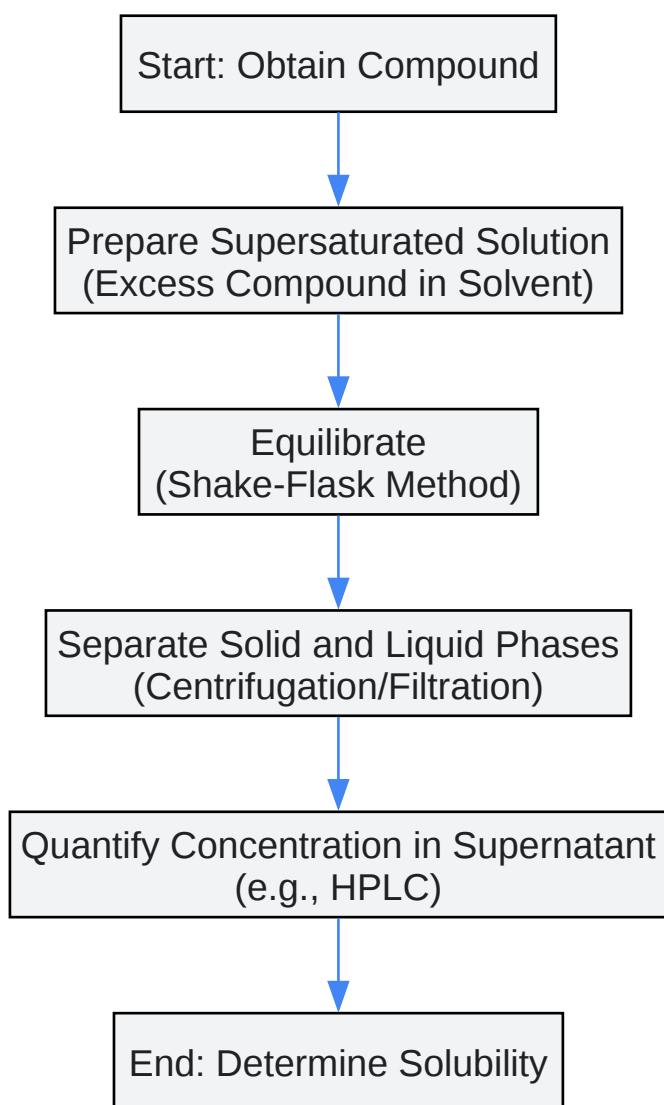 Start: Obtain Compound
Prepare Supersaturated Solution
(Excess Compound in Solvent)
Equilibrate
(Shake-Flask Method)
Separate Solid and Liquid Phases
(Centrifugation/Filtration)
Quantify Concentration in Supernatant
(e.g., HPLC)
End: Determine Solubility